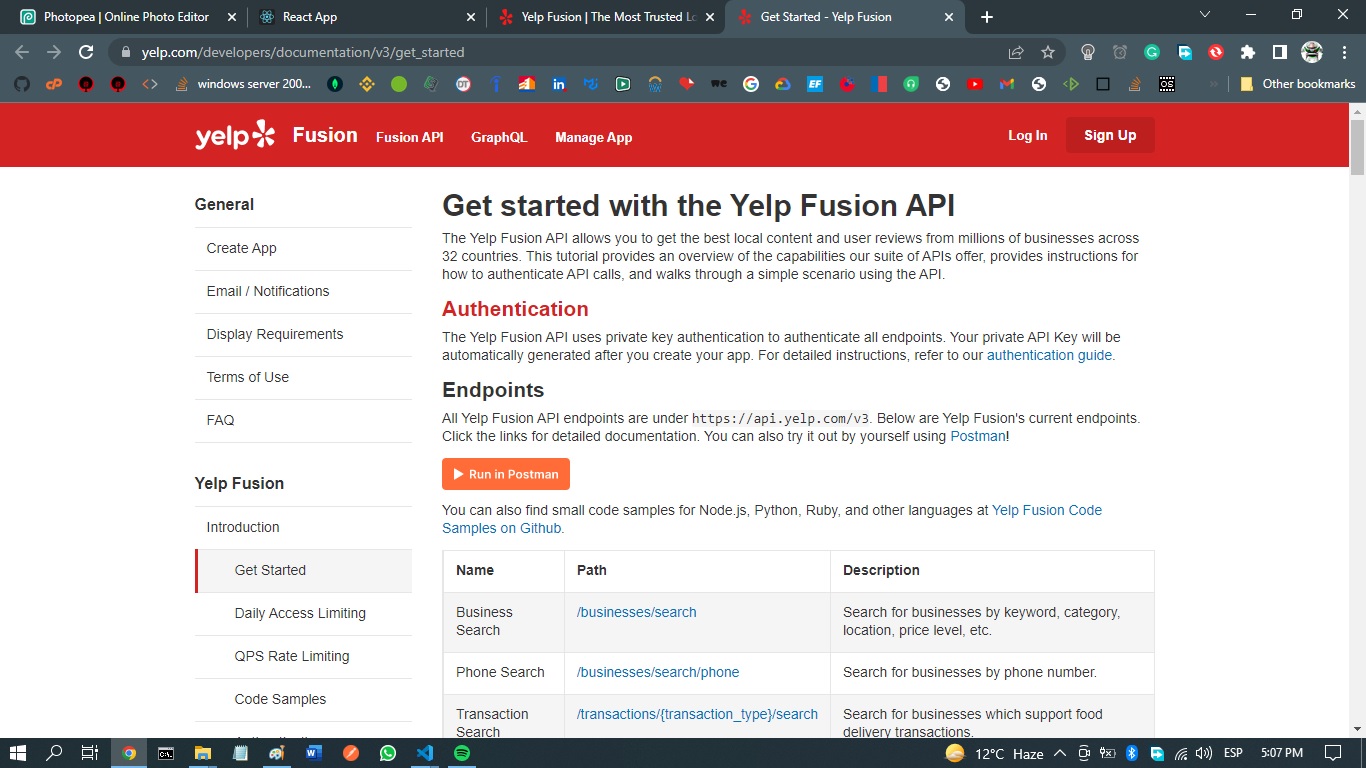 Photopea | Online Photo Editor
React App
Yelp Fusion | The Most Trusted Lo
Get Started - Yelp Fusion
yelp.com/developers/documentation/v3/get_started
windows server 200...
Other bookmarks
yelp Fusion Fusion API GraphQL Manage App Log In Sign Up
General
Create App
Email / Notifications
Display Requirements
Terms of Use
FAQ
Yelp Fusion
Introduction
Get Started
Daily Access Limiting
QPS Rate Limiting
Code Samples
Get started with the Yelp Fusion API
The Yelp Fusion API allows you to get the best local content and user reviews from millions of businesses across
32 countries. This tutorial provides an overview of the capabilities our suite of APIs offer, provides instructions for
how to authenticate API calls, and walks through a simple scenario using the API.
Authentication
The Yelp Fusion API uses private key authentication to authenticate all endpoints. Your private API Key will be
automatically generated after you create your app. For detailed instructions, refer to our authentication guide.
Endpoints
All Yelp Fusion API endpoints are under https://api.yelp.com/v3. Below are Yelp Fusion's current endpoints.
Click the links for detailed documentation. You can also try it out by yourself using Postman!
Run in Postman
You can also find small code samples for Node.js, Python, Ruby, and other languages at Yelp Fusion Code
Samples on Github.
Name Path Description
Business
Search
/businesses/search
Search for businesses by keyword, category,
location, price level, etc.
Phone Search /businesses/search/phone Search for businesses by phone number.
Transaction
Search
/transactions/{transaction_type}/search
Search for businesses which support food
delivery transactions.
12°C Haze ESP 5:07 PM